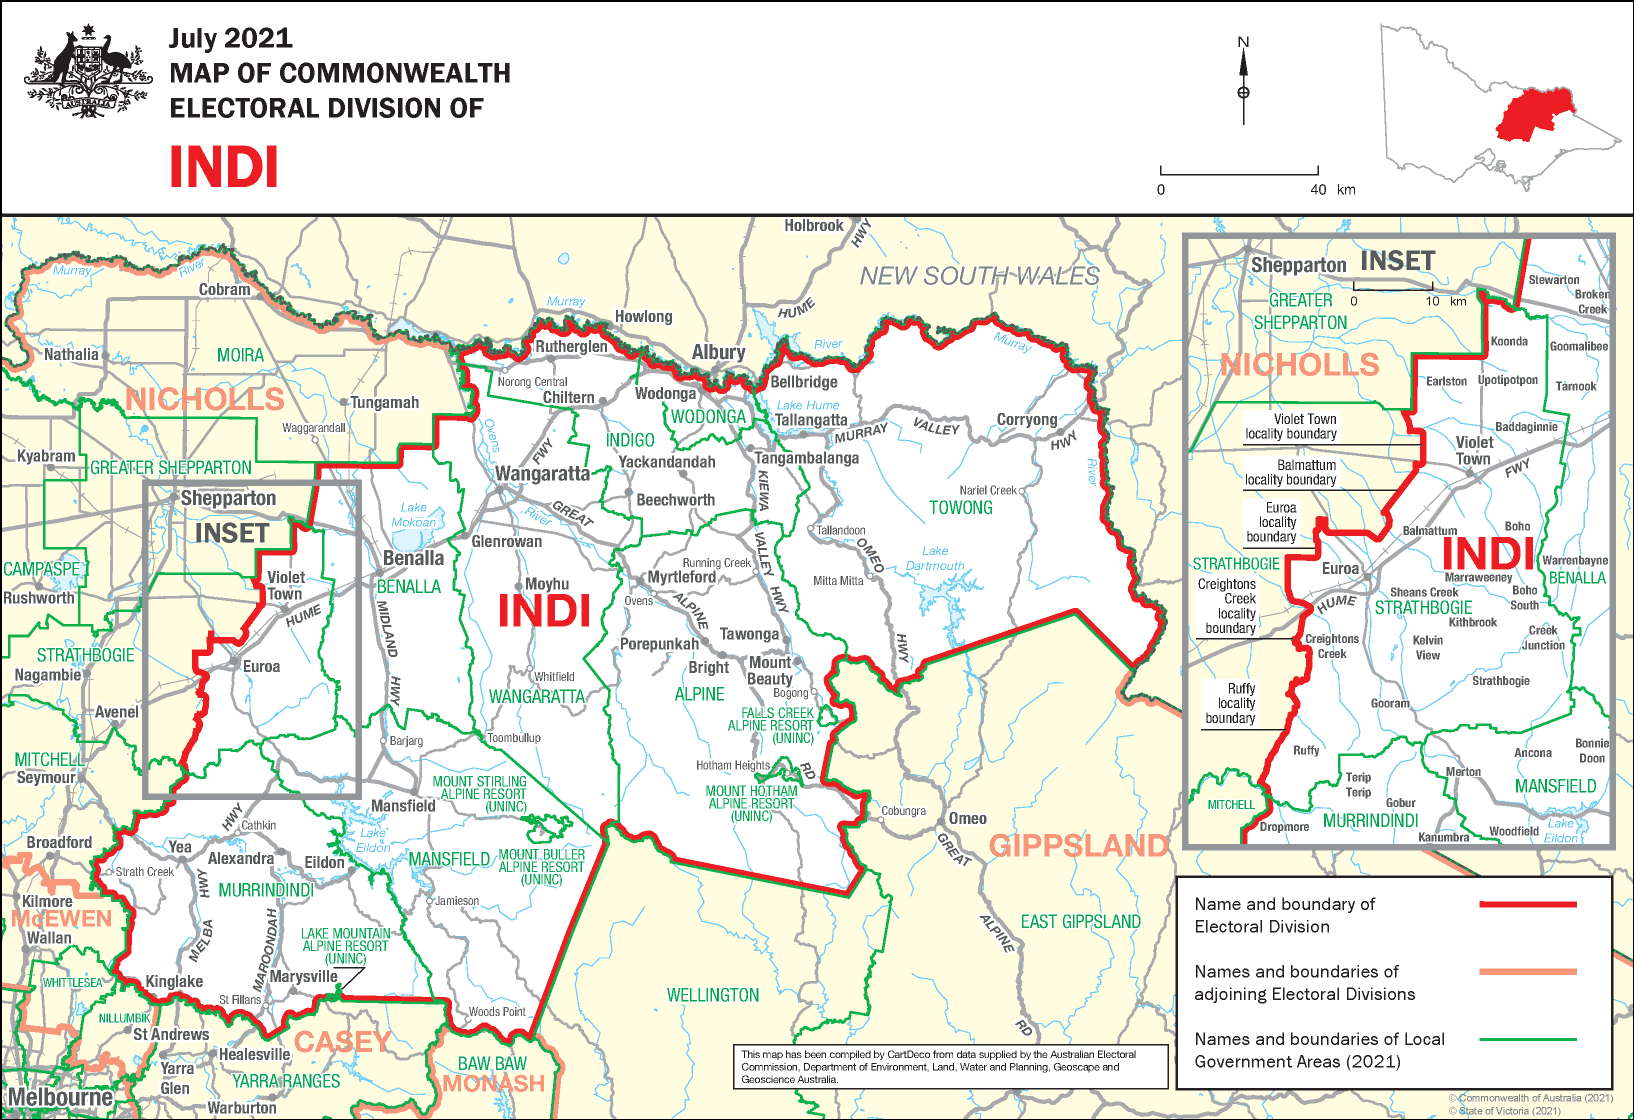 July 2021
MAP OF COMMONWEALTH
ELECTORAL DIVISION OF
INDI
AUSTRALIA
N
0 40 km
Holbrook
HWY
NEW SOUTH WALES
HUME
Murray
River
Cobram
Murray
Howlong
Nathalia
MOIRA
Rutherglen
Albury
River
Murray
NICHOLLS
Tungamah
Norong Central
Chiltern
Wodonga
Bellbridge
Lake Hume
WODONGA
Tallangatta
MURRAY
VALLEY
Corryong
HWY
Waggarandall
Ovens
FWY
INDIGO
Kyabram
GREATER SHEPPARTON
Wangaratta
Yackandandah
Tangambalanga
KIEWA
River
Shepparton
Beechworth
Nariel Creek
TOWONG
INSET
Lake
Mokoan
River
GREAT
Glenrowan
Tallandoon
OMEO
Benalla
VALLEY
Lake
Dartmouth
CAMPASPE
Running Creek
Rushworth
Violet
Town
BENALLA
Moyhu
Myrtleford
Mitta Mitta
HUME
INDI
Ovens
ALPINE
HWY
MIDLAND
Tawonga
HWY
STRATHBOGIE
Porepunkah
Nagambie
Euroa
Bright
Mount
Beauty
Whitfield
HWY
WANGARATTA
ALPINE
Bogong
Avenel
FALLS CREEK
ALPINE RESORT
(UNINC)
Barjarg
Toombullup
MITCHELL
Seymour
Hotham Heights
RD
MOUNT STIRLING
ALPINE RESORT
(UNINC)
MOUNT HOTHAM
ALPINE RESORT
(UNINC)
Mansfield
HWY
Cathkin
Cobungra
Omeo
Broadford
Yea
Lake
Eildon
GREAT
GIPPSLAND
Alexandra
Eildon
MANSFIELD
MOUNT BULLER
ALPINE RESORT
(UNINC)
Strath Creek
HWY
MURRINDINDI
Kilmore
McEWEN
Jamieson
ALPINE
EAST GIPPSLAND
Wallan
MELBA
MAROONDAH
LAKE MOUNTAIN
ALPINE RESORT
(UNINC)
WHITTLESEA
Kinglake
Marysville
WELLINGTON
St Fillans
Woods Point
NILLUMBIK
St Andrews
CASEY
RD
Healesville
Yarra
Glen
YARRA RANGES
BAW BAW
MONASH
Melbourne
Warburton
Shepparton
INSET
0 10 km
Stewarton
Broken
Creek
GREATER
SHEPPARTON
Koonda
Goomalibee
NICHOLLS
Earlston
Upotipotpon
Tarnook
Violet Town
locality boundary
Baddaginnie
Violet
Town
FWY
Balmattum
locality boundary
Euroa
locality
boundary
Balmattum
Boho
INDI
STRATHBOGIE
Warrenbayne
Euroa
Marraweeney
BENALLA
Creightons
Creek
locality
boundary
HUME
Sheans Creek
Boho
South
STRATHBOGIE
Kithbrook
Creightons
Creek
Kelvin
View
Creek
Junction
Strathbogie
Ruffy
locality
boundary
Gooram
Ruffy
Ancona
Bonnie
Doon
Terip
Terip
Merton
MANSFIELD
MITCHELL
Gobur
MURRINDINDI
Dropmore
Kanumbra
Woodfield
Lake
Eildon
Name and boundary of
Electoral Division
Names and boundaries of
adjoining Electoral Divisions
Names and boundaries of Local
Government Areas (2021)
This map has been compiled by CartDeco from data supplied by the Australian Electoral
Commission, Department of Environment, Land, Water and Planning, Geoscape and
Geoscience Australia.
© Commonwealth of Australia (2021)
© State of Victoria (2021)